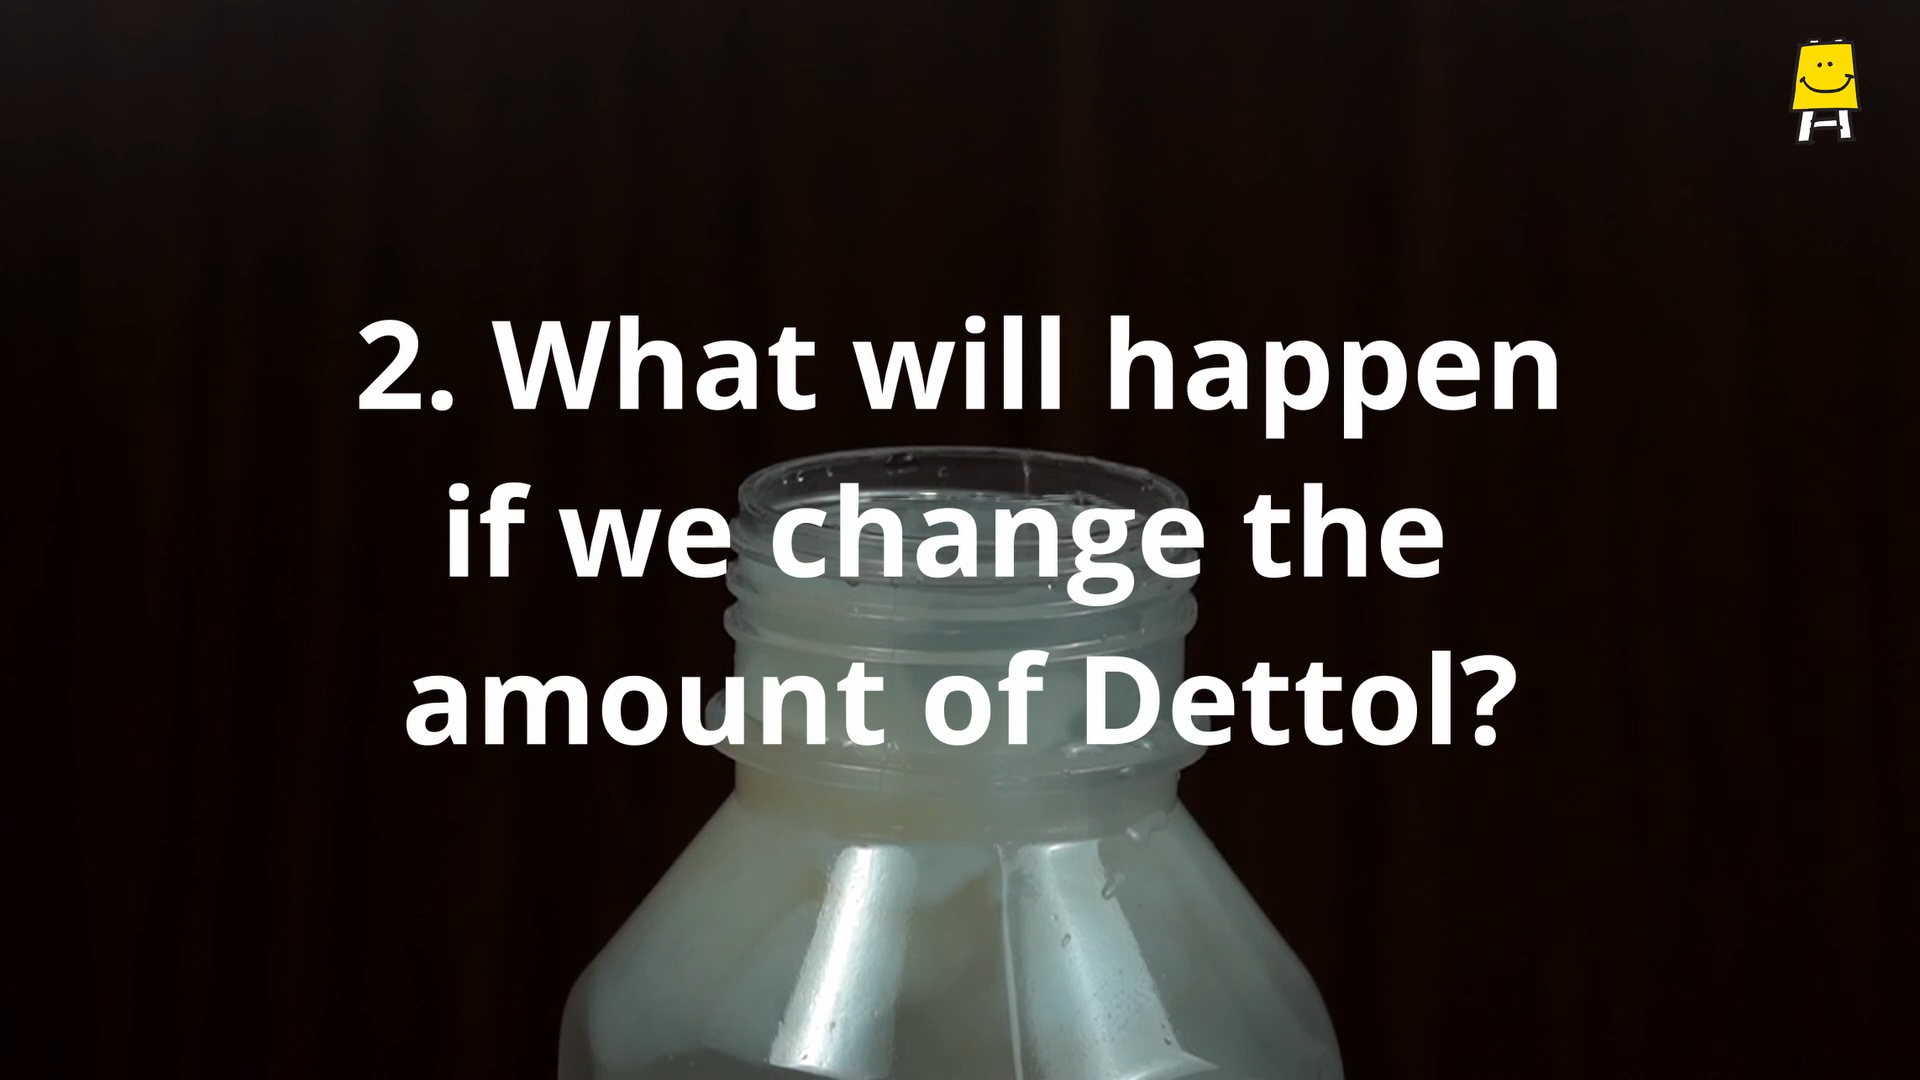 2. What will happen
if we change the
amount of Dettol?